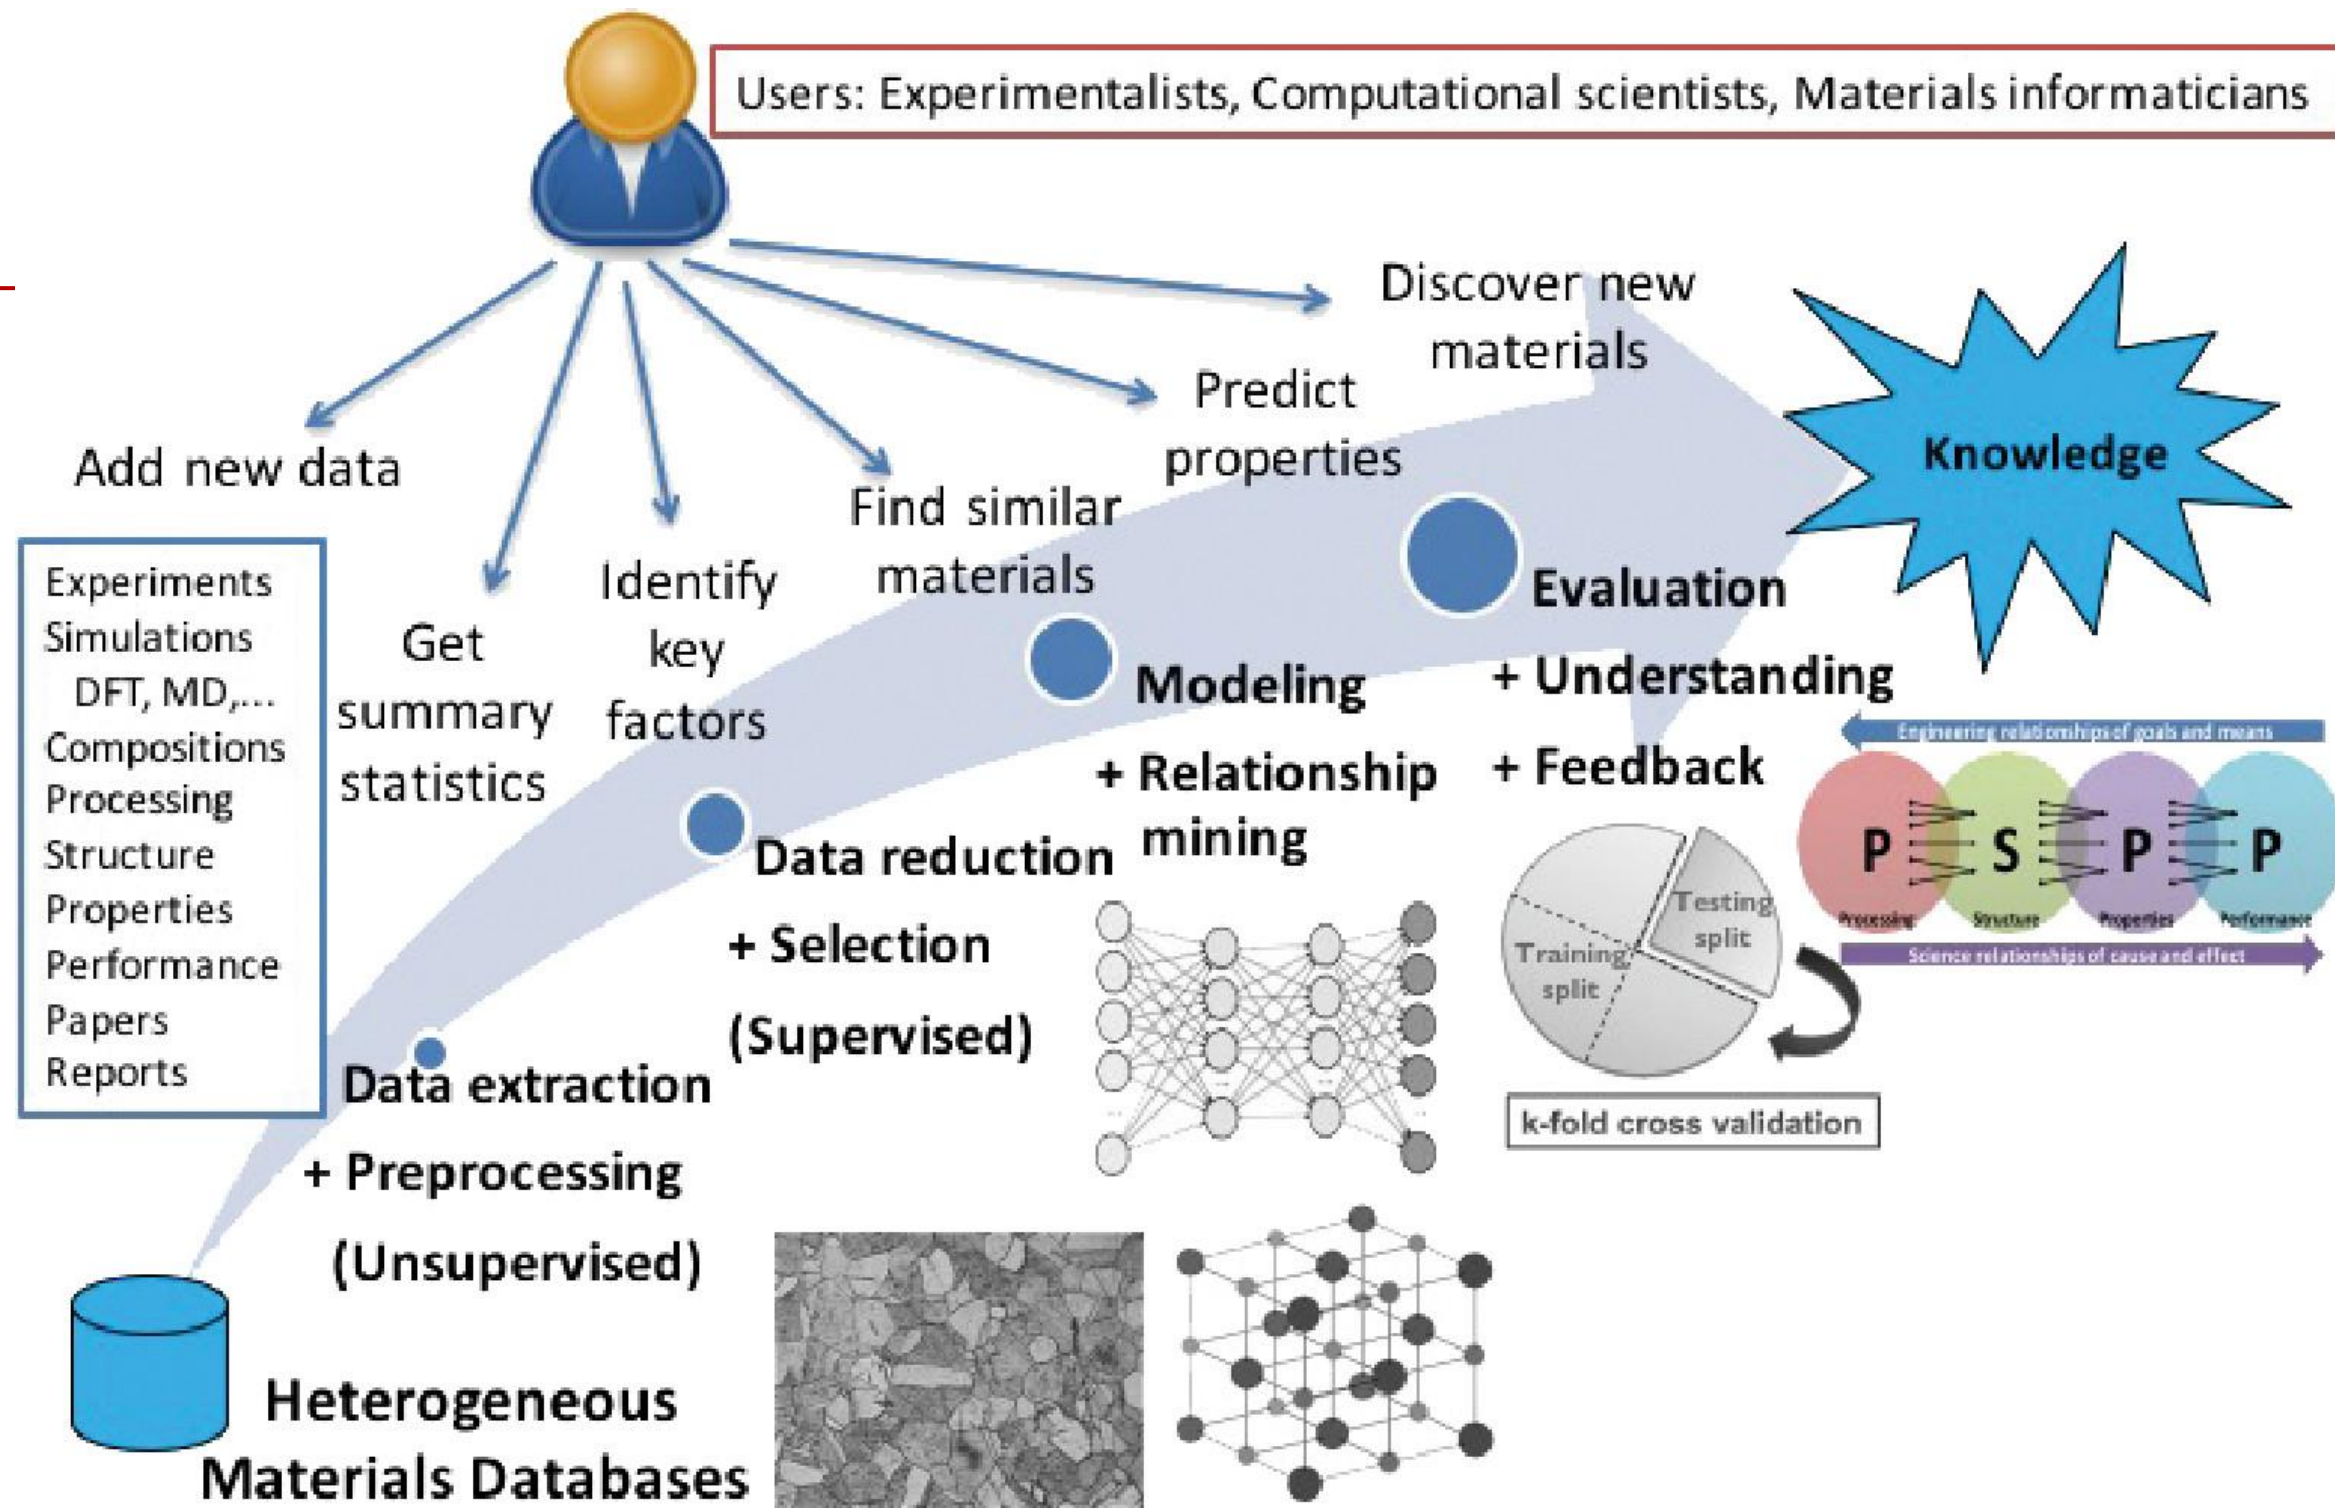 Users: Experimentalists, Computational scientists, Materials informaticians
Discover new
materials
Predict
properties
Knowledge
Add new data
Find similar
materials
Identify
key
factors
Get
summary
statistics
Experiments
Simulations
DFT, MD,...
Compositions
Processing
Structure
Properties
Performance
Papers
Reports
Evaluation
+ Understanding
+ Feedback
Modeling
+ Relationship
mining
Data reduction
+ Selection
(Supervised)
Data extraction
+ Preprocessing
(Unsupervised)
Heterogeneous
Materials Databases
Engineering relationships of goals and means
P S P P
Processing Structure Properties Performance
Science relationships of cause and effect
Testing
split
Training
split
k-fold cross validation